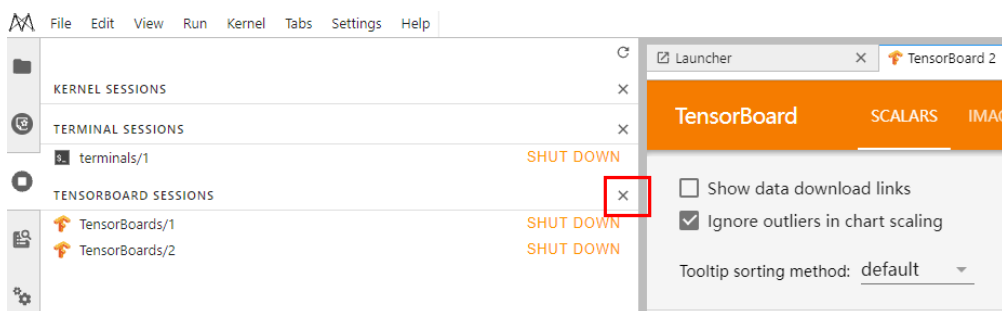 File Edit View Run Kernel Tabs Settings Help
KERNEL SESSIONS
TERMINAL SESSIONS
terminals/1 SHUT DOWN
TENSORBOARD SESSIONS
TensorBoards/1 SHUT DOWN
TensorBoards/2 SHUT DOWN
Launcher TensorBoard 2
TensorBoard SCALARS IMAG
Show data download links
Ignore outliers in chart scaling
Tooltip sorting method: default